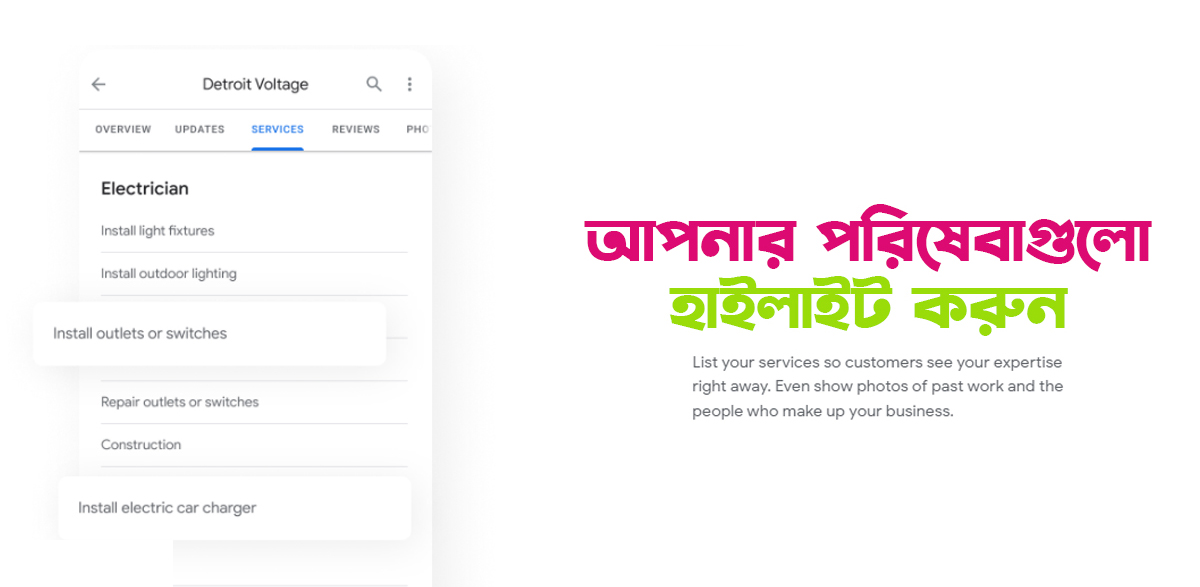 Detroit Voltage
OVERVIEW UPDATES SERVICES REVIEWS PHO
Electrician
Install light fixtures
Install outdoor lighting
Install outlets or switches
Repair outlets or switches
Construction
Install electric car charger
আপনার পরিষেবাগুলো
হাইলাইট করুন
List your services so customers see your expertise
right away. Even show photos of past work and the
people who make up your business.